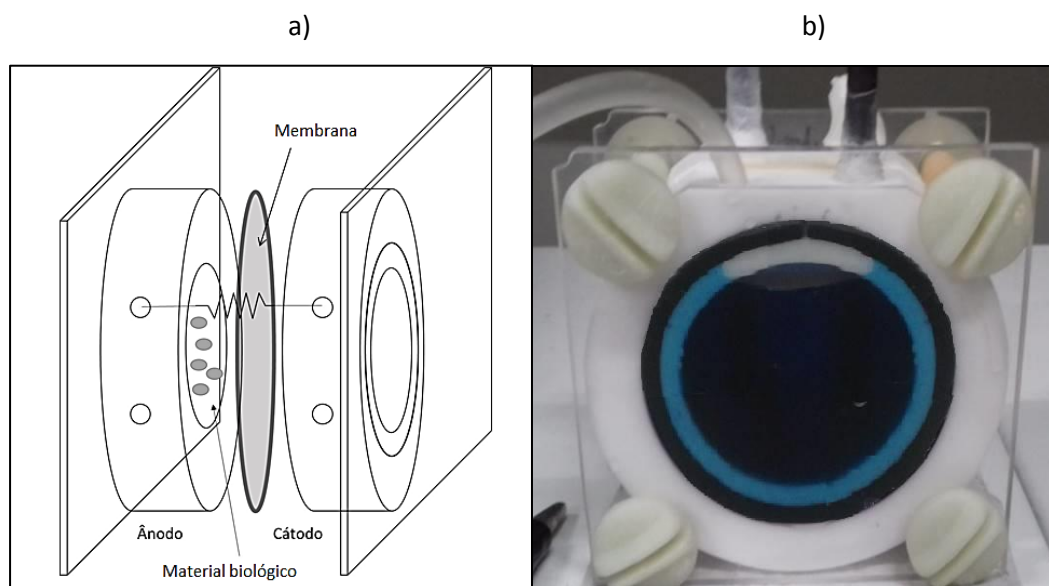 a)
b)
Membrana
Ânodo
Cátodo
Material biológico